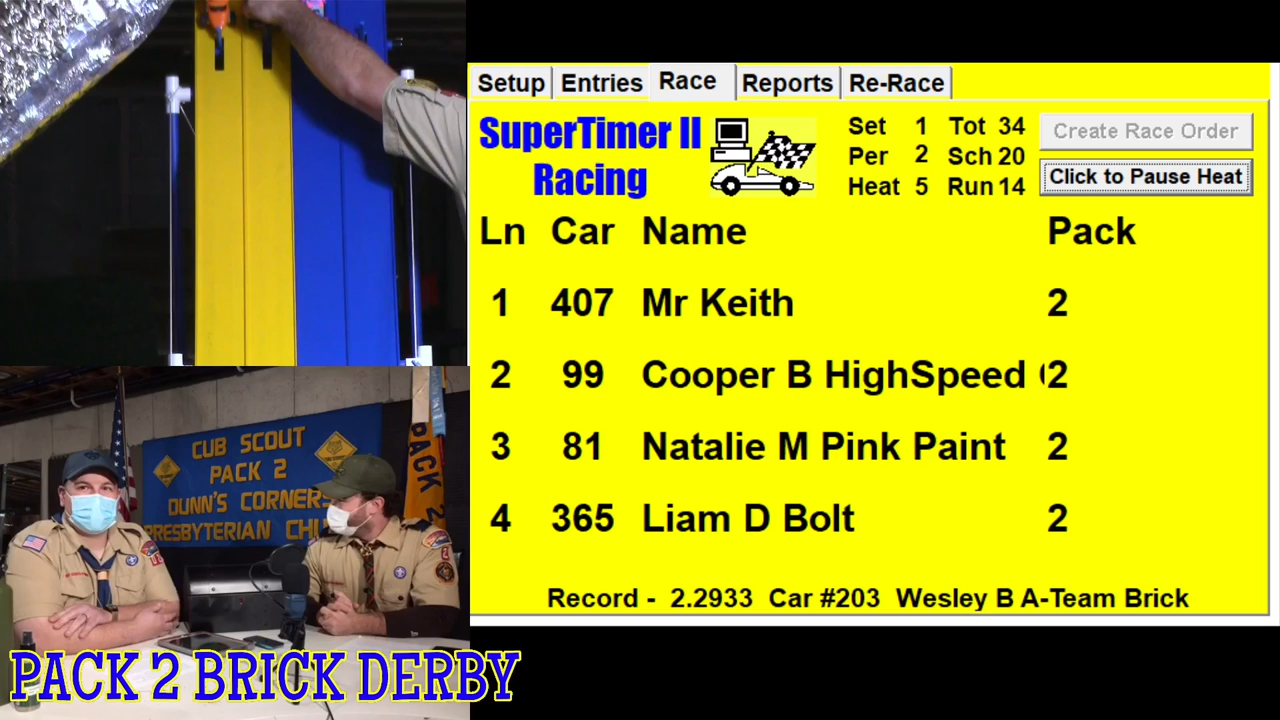 Setup Entries Race Reports Re-Race
SuperTimer II
Racing
Set 1 Tot 34
Per 2 Sch 20
Heat 5 Run 14
Create Race Order
Click to Pause Heat
Ln Car Name Pack
1 407 Mr Keith 2
2 99 Cooper B HighSpeed 2
3 81 Natalie M Pink Paint 2
4 365 Liam D Bolt 2
Record - 2.2933 Car #203 Wesley B A-Team Brick
CUB SCOUT
PACK 2
DUNN'S CORNERS
PRESBYTERIAN
PACK 2
PACK 2 BRICK DERBY